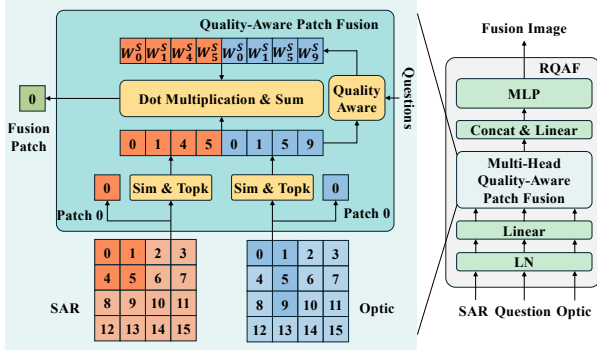 Quality-Aware Patch Fusion
W₀ˢ W₁ˢ W₄ˢ W₅ˢ W₀ˢ W₁ˢ W₅ˢ W₉ˢ
Dot Multiplication & Sum
Quality
Aware
Questions
0
Fusion
Patch
0 1 4 5 0 1 5 9
0
Sim & Topk
Sim & Topk
0
Patch 0
Patch 0
0 1 2 3
4 5 6 7
8 9 10 11
12 13 14 15
SAR
0 1 2 3
4 5 6 7
8 9 10 11
12 13 14 15
Optic
Fusion Image
RQAF
MLP
Concat & Linear
Multi-Head
Quality-Aware
Patch Fusion
Linear
LN
SAR Question Optic